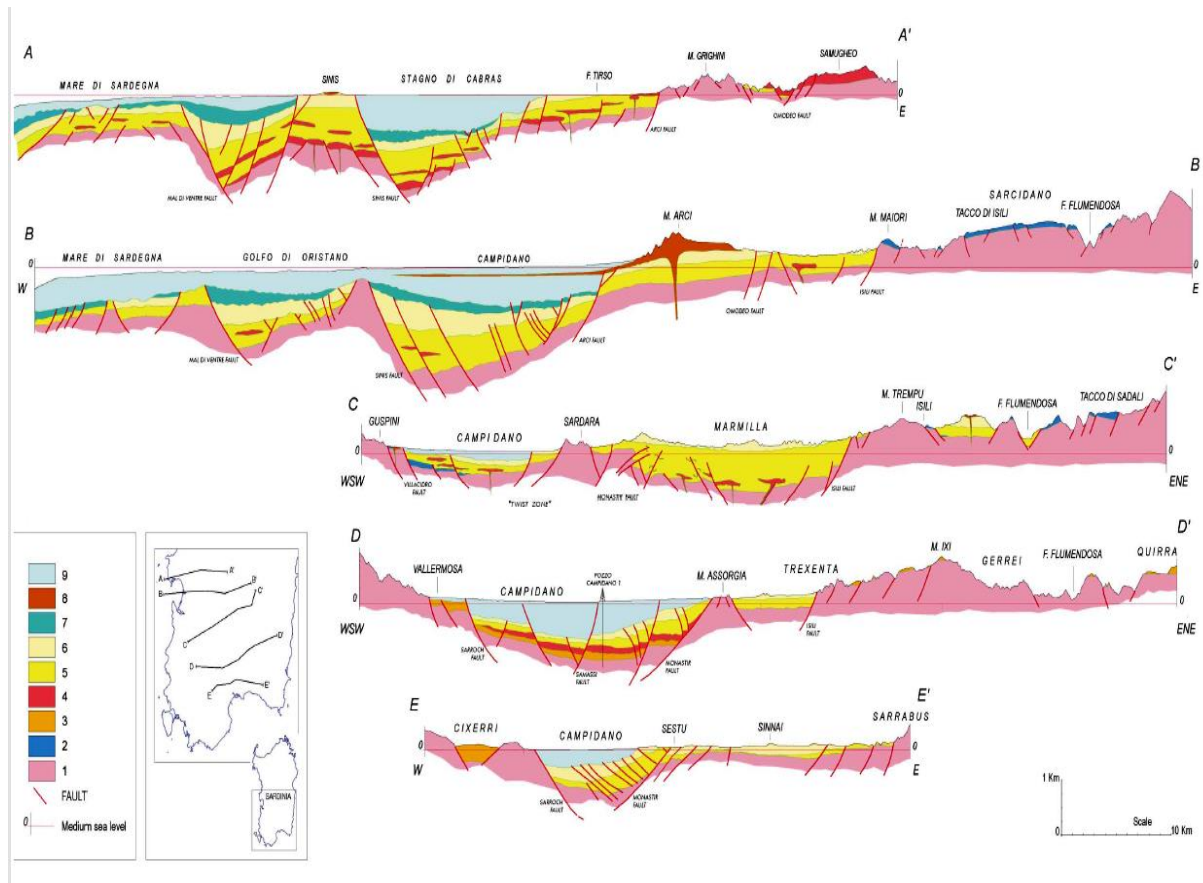 A
A'
MARE DI SARDEGNA
SINIS
STAGNO DI CABRAS
F. TIRSO
M. GRIGHINI
SAMUGHEO
0
E
MAL DI VENTRE FAULT
SINIS FAULT
ARCI FAULT
OMODEO FAULT
B
B'
MARE DI SARDEGNA
GOLFO DI ORISTANO
CAMPIDANO
M. ARCI
M. MAIORI
SARCIDANO
TACCO DI ISILI
F. FLUMENDOSA
0
W
0
E
MAL DI VENTRE FAULT
SINIS FAULT
ARCI FAULT
OMODEO FAULT
ISILI FAULT
C
C'
GUSPINI
CAMPIDANO
SARDARA
MARMILLA
M. TREMPU
ISILI
F. FLUMENDOSA
TACCO DI SADALI
0
WSW
0
ENE
VILLACIDRO
FAULT
"TWIST ZONE"
MONASTIR FAULT
ISILI FAULT
D
D'
VALLERMOSA
CAMPIDANO
POZZO
CAMPIDANO 1
M. ASSORGIA
TREXENTA
M. IXI
GERREI
F. FLUMENDOSA
QUIRRA
0
WSW
0
ENE
SARROCH
FAULT
SAMASSI
FAULT
MONASTIR
FAULT
ISILI
FAULT
E
E'
CIXERRI
CAMPIDANO
SESTU
SINNAI
SARRABUS
0
W
0
E
SARROCH
FAULT
MONASTIR
FAULT
9
8
7
6
5
4
3
2
1
FAULT
0
Medium sea level
A
A'
B
B'
C
C'
D
D'
E
E'
SARDINIA
1 Km
0
Scale
10 Km